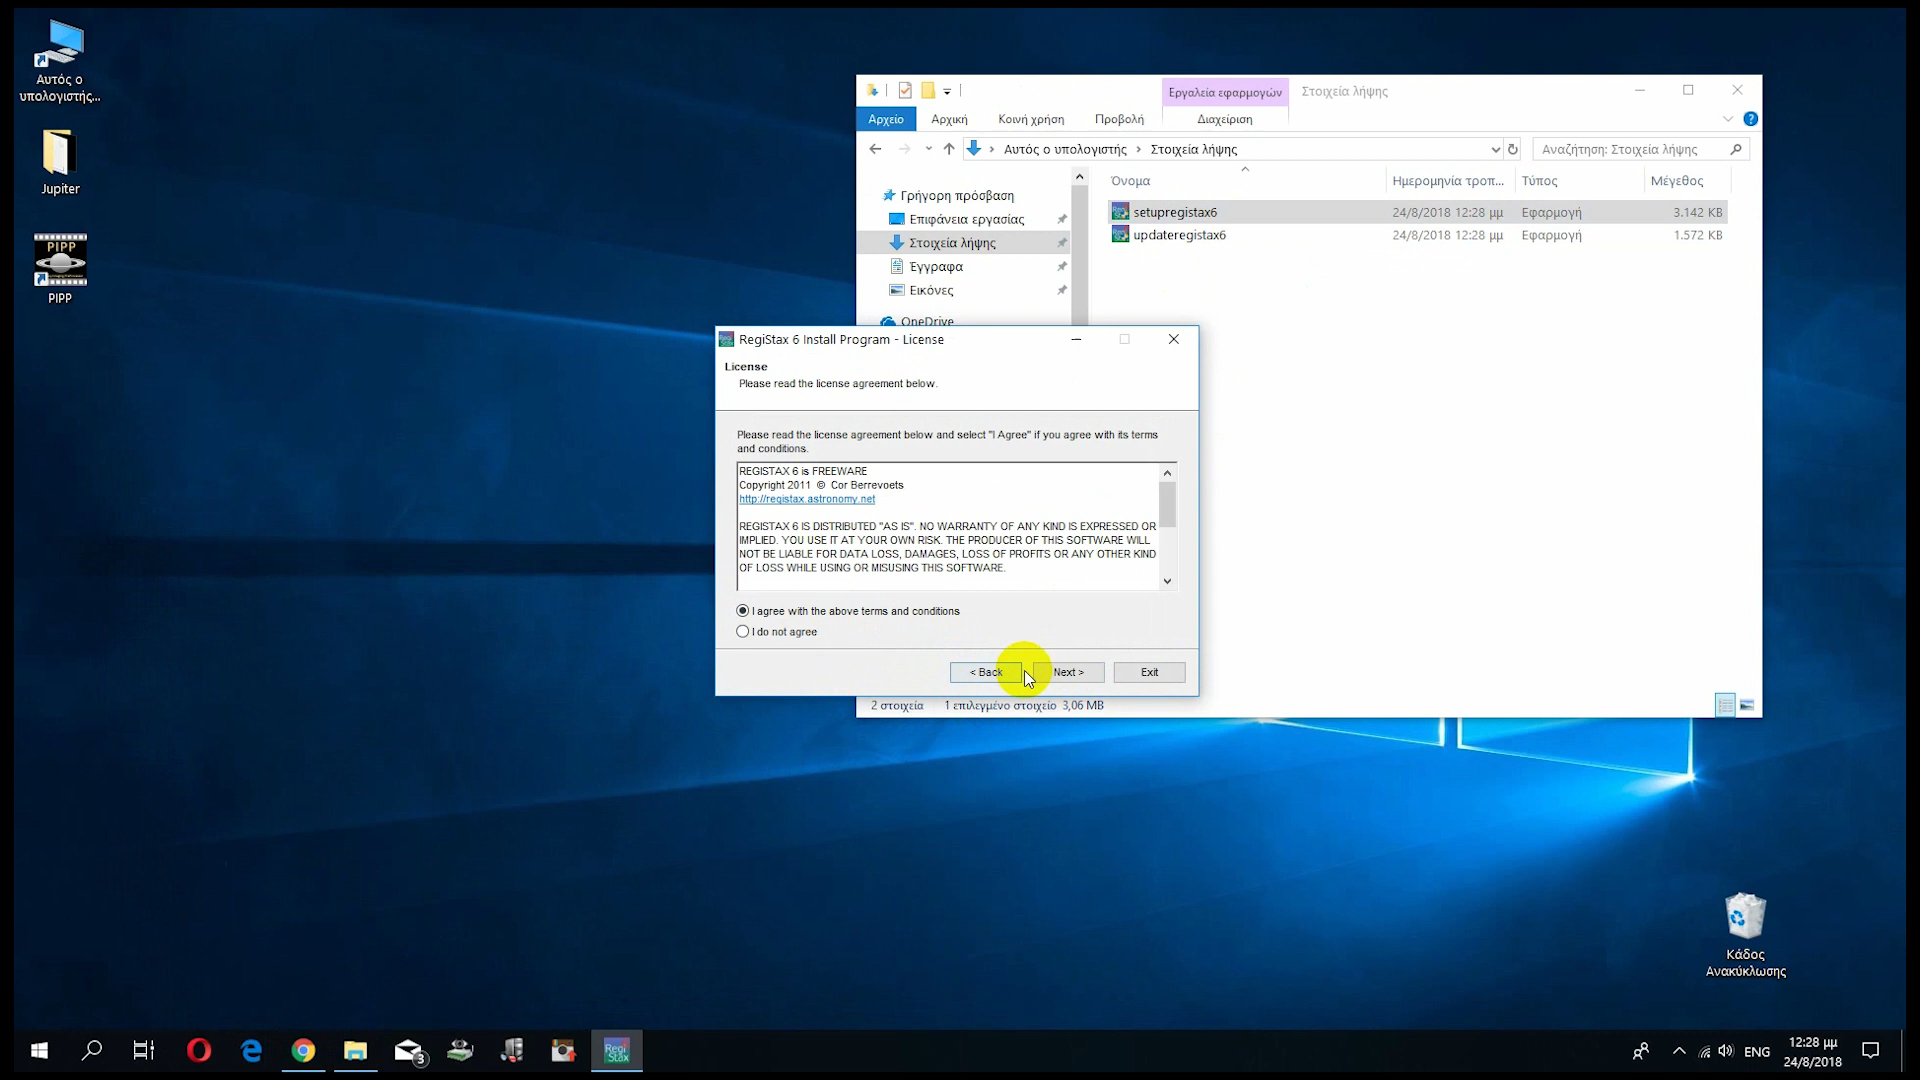 Αυτός ο
υπολογιστής...
Jupiter
PIPP
PIPP
Εργαλεία εφαρμογών
Στοιχεία λήψης
Αρχείο
Αρχική
Κοινή χρήση
Προβολή
Διαχείριση
Αυτός ο υπολογιστής
Στοιχεία λήψης
Αναζήτηση: Στοιχεία λήψης
Γρήγορη πρόσβαση
Επιφάνεια εργασίας
Στοιχεία λήψης
Έγγραφα
Εικόνες
OneDrive
Όνομα
Ημερομηνία τροπ...
Τύπος
Μέγεθος
setupregistax6
24/8/2018 12:28 μμ
Εφαρμογή
3.142 KB
updateregistax6
24/8/2018 12:28 μμ
Εφαρμογή
1.572 KB
RegiStax 6 Install Program - License
License
Please read the license agreement below.
Please read the license agreement below and select "I Agree" if you agree with its terms
and conditions.
REGISTAX 6 is FREEWARE
Copyright 2011 © Cor Berrevoets
http://registax.astronomy.net
REGISTAX 6 IS DISTRIBUTED "AS IS". NO WARRANTY OF ANY KIND IS EXPRESSED OR
IMPLIED. YOU USE IT AT YOUR OWN RISK. THE PRODUCER OF THIS SOFTWARE WILL
NOT BE LIABLE FOR DATA LOSS, DAMAGES, LOSS OF PROFITS OR ANY OTHER KIND
OF LOSS WHILE USING OR MISUSING THIS SOFTWARE.
I agree with the above terms and conditions
I do not agree
< Back
Next >
Exit
2 στοιχεία
1 επιλεγμένο στοιχείο 3,06 MB
Κάδος
Ανακύκλωσης
3
Regi
Stax
ENG
12:28 μμ
24/8/2018